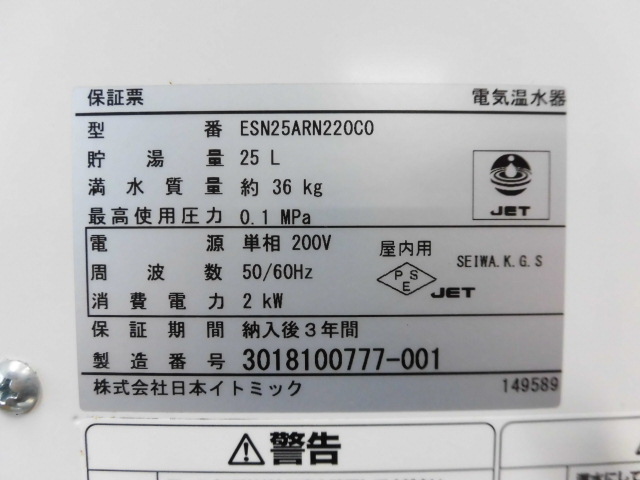 保証票 電気温水器
型番 ESN25ARN220C0
貯湯量 25 L
満水質量 約 36 kg
JET
最高使用圧力 0.1 MPa
電源 単相 200V 屋内用
周波数 50/60Hz PSE JET SEIWA.K.G.S
消費電力 2 kW
保証期間 納入後3年間
製造番号 3018100777-001
株式会社日本イトミック 149589
警告